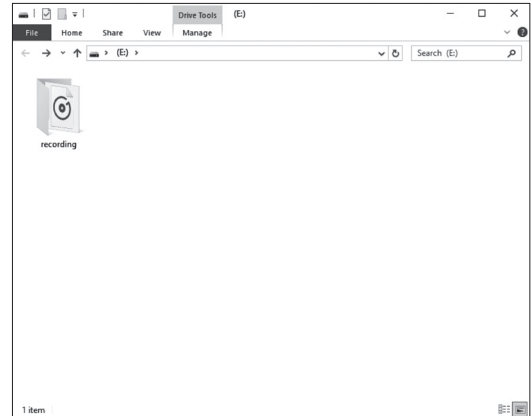 Drive Tools (E:)
File Home Share View Manage
(E:) Search (E:)
recording
1 item